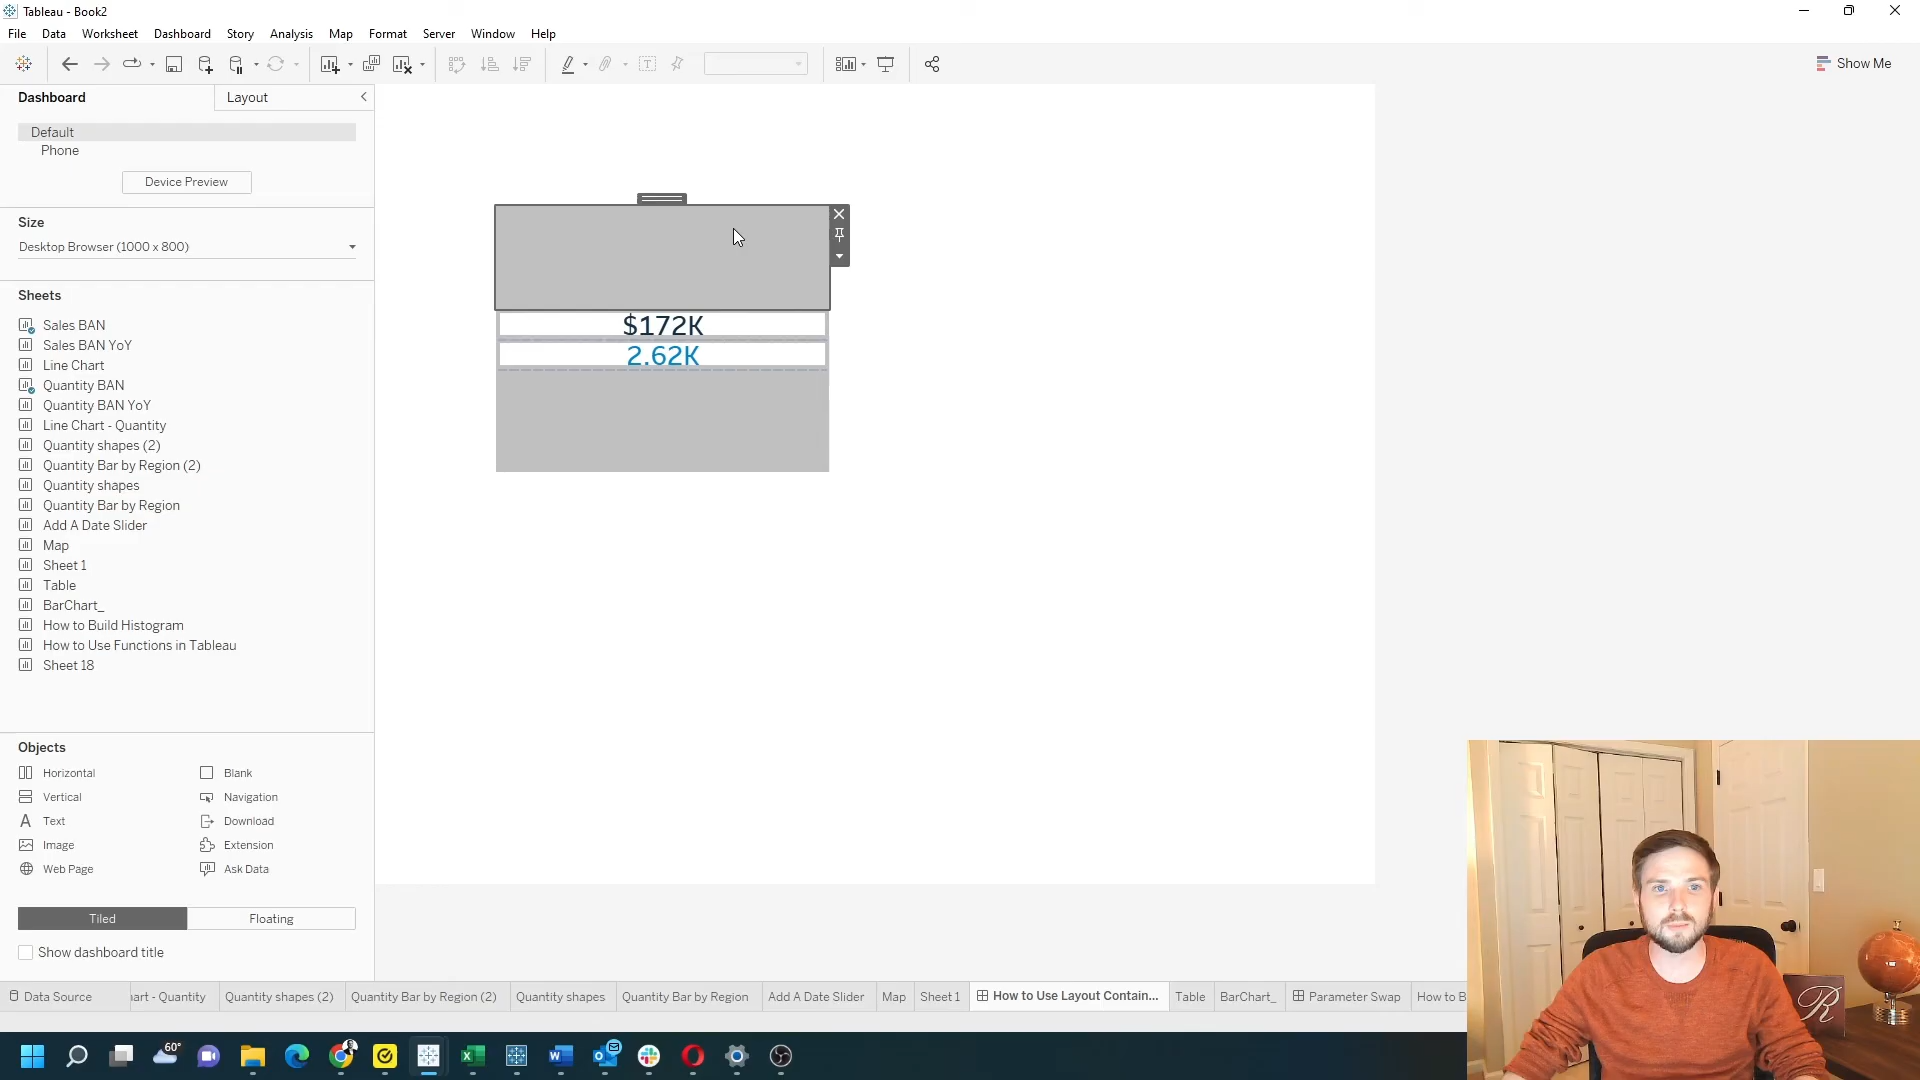 Tableau - Book2
File Data Worksheet Dashboard Story Analysis Map Format Server Window Help
Show Me
Dashboard Layout
Default
Phone
Device Preview
Size
Desktop Browser (1000 x 800)
Sheets
Sales BAN
Sales BAN YoY
Line Chart
Quantity BAN
Quantity BAN YoY
Line Chart - Quantity
Quantity shapes (2)
Quantity Bar by Region (2)
Quantity shapes
Quantity Bar by Region
Add A Date Slider
Map
Sheet 1
Table
BarChart_
How to Build Histogram
How to Use Functions in Tableau
Sheet 18
$172K
2.62K
Objects
Horizontal Blank
Vertical Navigation
Text Download
Image Extension
Web Page Ask Data
Tiled Floating
Show dashboard title
Data Source art - Quantity Quantity shapes (2) Quantity Bar by Region (2) Quantity shapes Quantity Bar by Region Add A Date Slider Map Sheet 1 How to Use Layout Contain... Table BarChart_ Parameter Swap How to B
60°
R